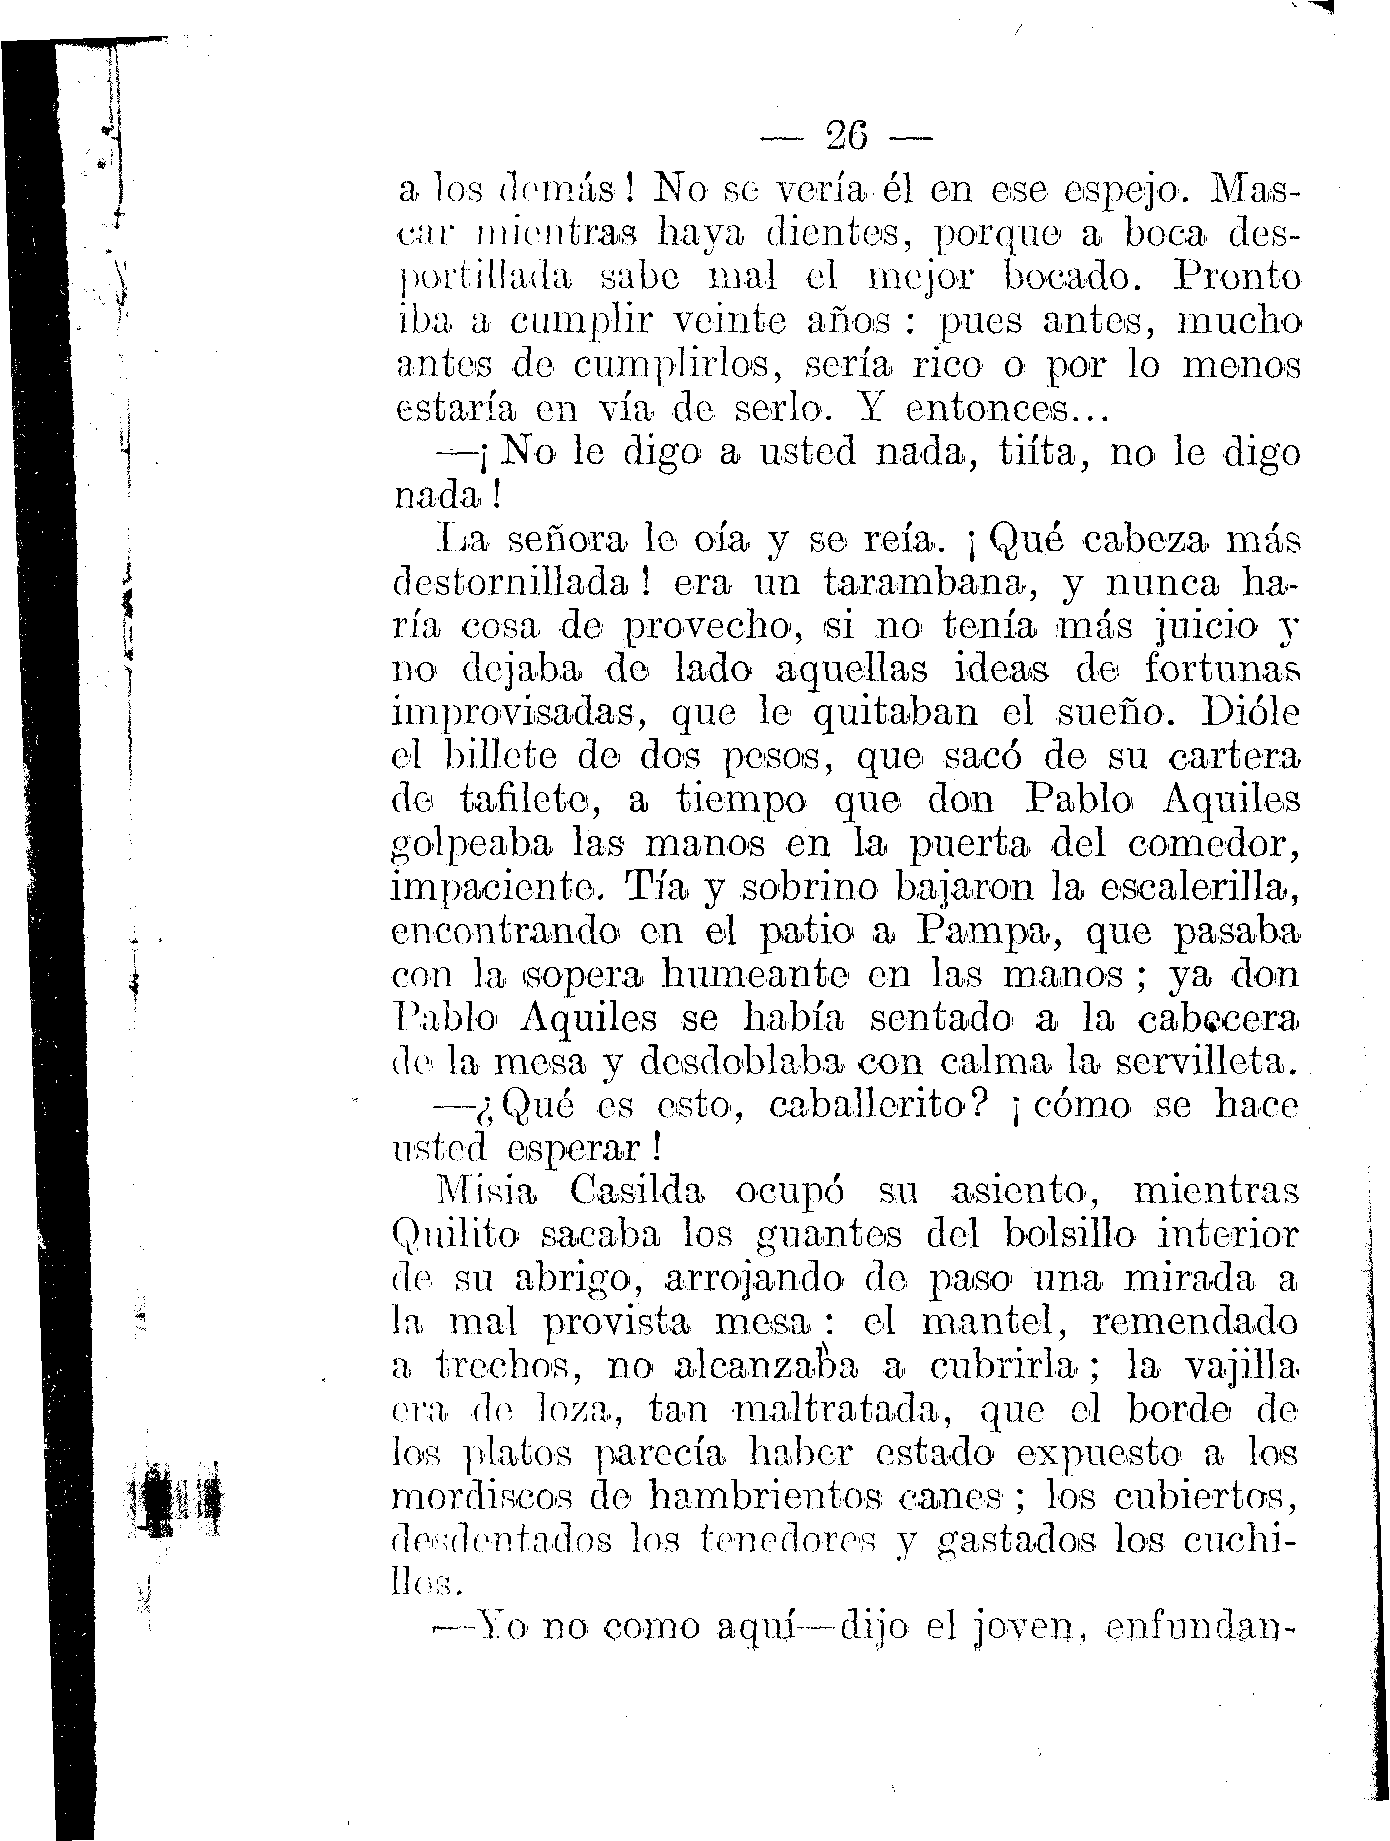 — 26 —
a los demás! No se vería él en ese espejo. Mas-
car mientras haya dientes, porque a boca des-
portillada sabe mal el mejor bocado. Pronto
iba a cumplir veinte años: pues antes, mucho
antes de cumplirlos, sería rico o por lo menos
estaría en vía de serlo. Y entonces...
—¡No le digo a usted nada, tiíta, no le digo
nada!
La señora le oía y se reía. ¡Qué cabeza más
destornillada! era un tarambana, y nunca ha-
ría cosa de provecho, si no tenía más juicio y
no dejaba de lado aquellas ideas de fortunas
improvisadas, que le quitaban el sueño. Dióle
el billete de dos pesos, que sacó de su cartera
de tafilete, a tiempo que don Pablo Aquiles
golpeaba las manos en la puerta del comedor,
impaciente. Tía y sobrino bajaron la escalerilla,
encontrando en el patio a Pampa, que pasaba
con la sopera humeante en las manos; ya don
Pablo Aquiles se había sentado a la cabecera
de la mesa y desdoblaba con calma la servilleta.
—¿Qué es esto, caballerito? ¡cómo se hace
usted esperar!
Misia Casilda ocupó su asiento, mientras
Quilito sacaba los guantes del bolsillo interior
de su abrigo, arrojando de paso una mirada a
la mal provista mesa: el mantel, remendado
a trechos, no alcanzaba a cubrirla; la vajilla
era de loza, tan maltratada, que el borde de
los platos parecía haber estado expuesto a los
mordiscos de hambrientos canes; los cubiertos,
desdentados los tenedores y gastados los cuchi-
llos.
—Yo no como aquí—dijo el joven, enfundan-